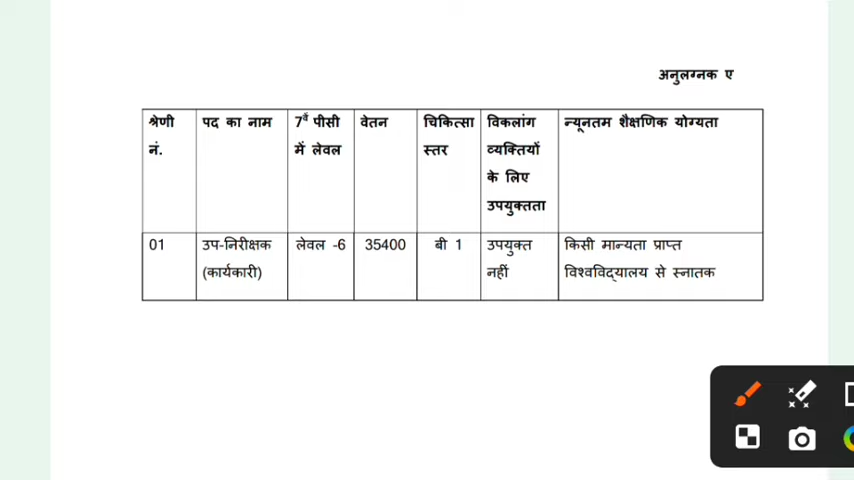 अनुलग्नक ए
श्रेणी नं.
पद का नाम
7वें पीसी में लेवल
वेतन
चिकित्सा स्तर
विकलांग व्यक्तियों के लिए उपयुक्तता
न्यूनतम शैक्षणिक योग्यता
01
उप-निरीक्षक (कार्यकारी)
लेवल -6
35400
बी 1
उपयुक्त नहीं
किसी मान्यता प्राप्त विश्वविद्यालय से स्नातक